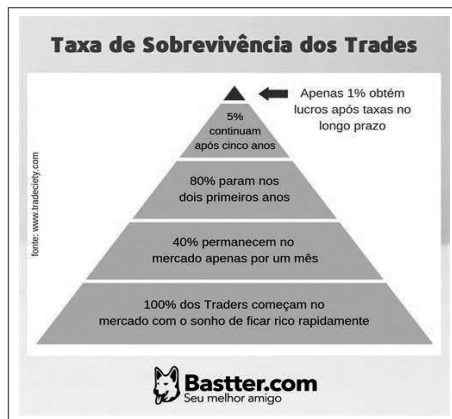 Taxa de Sobrevivência dos Trades
Apenas 1% obtém
lucros após taxas no
longo prazo
5%
continuam
após cinco anos
80% param nos
dois primeiros anos
40% permanecem no
mercado apenas por um mês
100% dos Traders começam no
mercado com o sonho de ficar rico rapidamente
fonte: www.tradeciety.com
Bastter.com
Seu melhor amigo